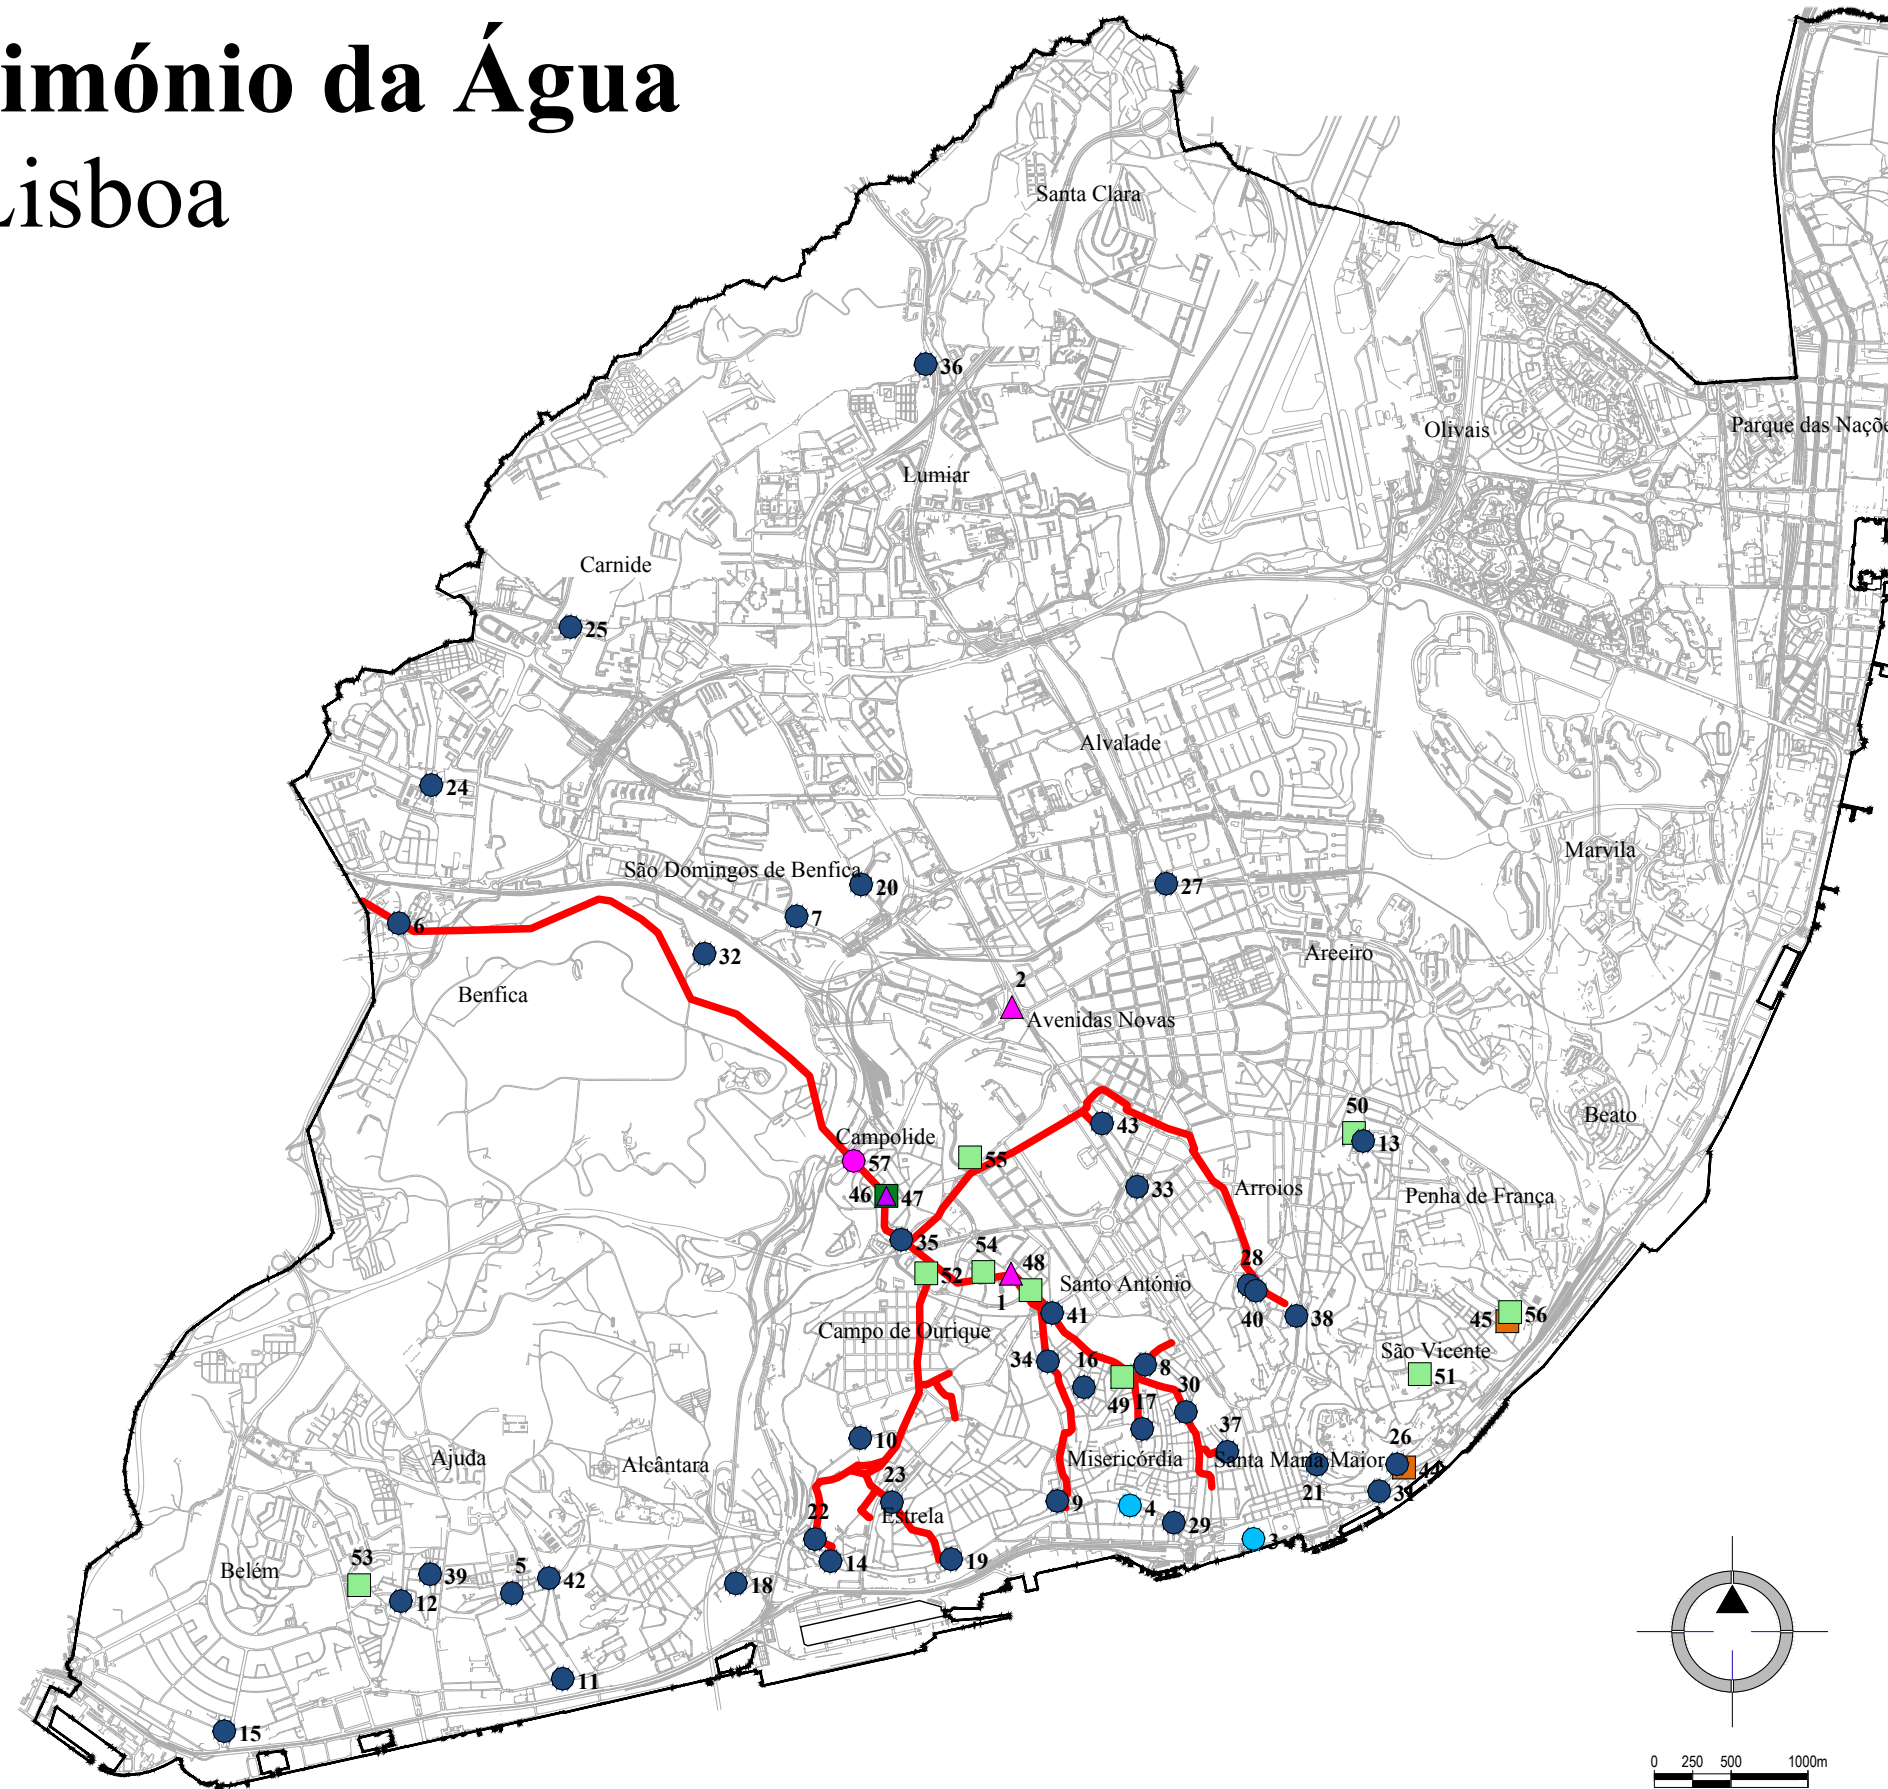 imónio da Água
Lisboa
Santa Clara
36
Olivais
Parque das Naçõe
Lumiar
Carnide
25
Alvalade
24
Marvila
São Domingos de Benfica
20
27
7
6
32
Areeiro
2
Benfica
Avenidas Novas
50
Beato
43
Campolide
13
55
57
46
47
33
Arroios
Penha de França
35
54
28
52
48
Santo António
1
41
40
38
45
56
Campo de Ourique
São Vicente
34
16
8
51
30
49
17
37
10
26
Ajuda
Alcântara
Misericórdia
Santa Maria Maior
44
23
21
31
22
9
4
Estrela
29
3
53
5
19
14
Belém
39
42
18
12
11
15
0 250 500 1000m